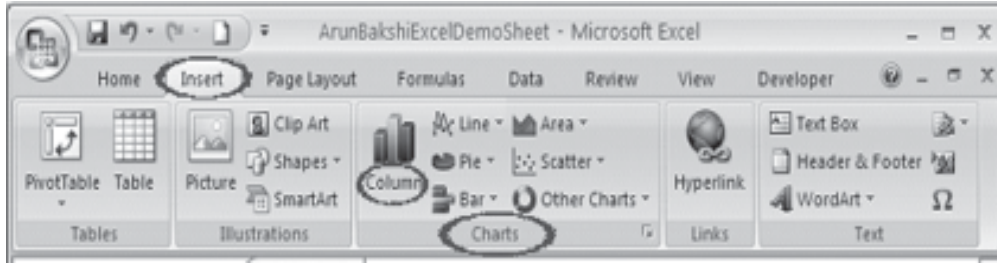 ArunBakshiExcelDemoSheet - Microsoft Excel
Home Insert Page Layout Formulas Data Review View Developer
PivotTable
Table
Picture
Clip Art
Shapes
SmartArt
Column
Line
Pie
Bar
Area
Scatter
Other Charts
Hyperlink
Text Box
Header & Footer
WordArt
Ω
Tables Illustrations Charts Links Text